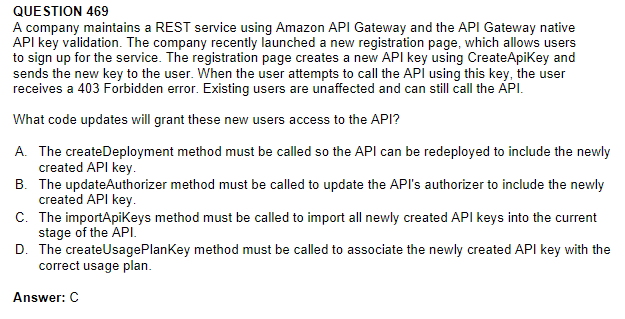 QUESTION 469
A company maintains a REST service using Amazon API Gateway and the API Gateway native
API key validation. The company recently launched a new registration page, which allows users
to sign up for the service. The registration page creates a new API key using CreateApiKey and
sends the new key to the user. When the user attempts to call the API using this key, the user
receives a 403 Forbidden error. Existing users are unaffected and can still call the API.
What code updates will grant these new users access to the API?
A. The createDeployment method must be called so the API can be redeployed to include the newly
created API key.
B. The updateAuthorizer method must be called to update the API's authorizer to include the newly
created API key.
C. The importApiKeys method must be called to import all newly created API keys into the current
stage of the API.
D. The createUsagePlanKey method must be called to associate the newly created API key with the
correct usage plan.
Answer: C